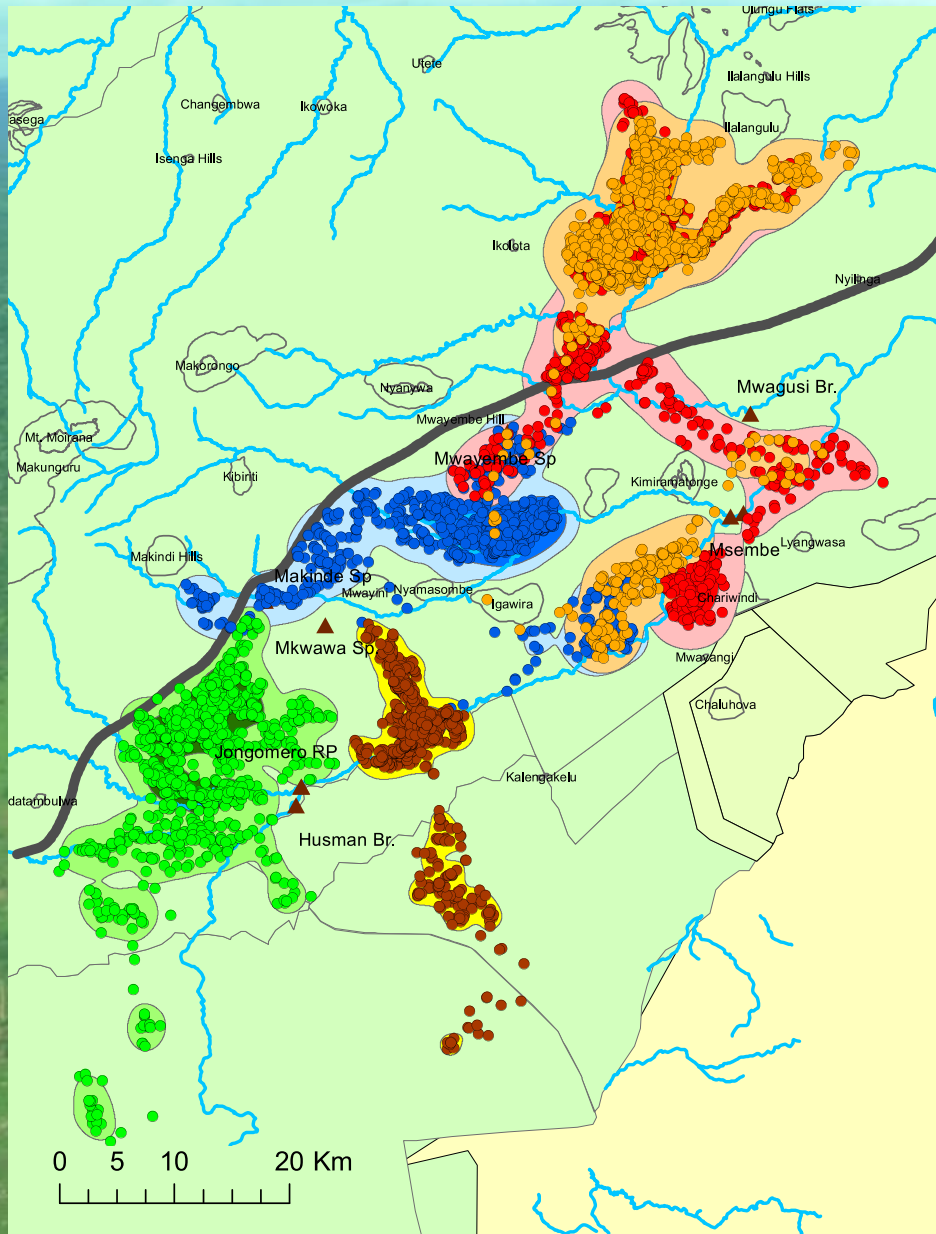 Ulungu Flats
Utete
Ilalangulu Hills
Changembwa
Ikowoka
asega
Ilalangulu
Isenga Hills
Ikolota
Nyilinga
Makorongo
Nyanywa
Mwagusi Br.
Mwayembe Hill
Mt. Moirana
Mwayembe Sp
Makunguru
Kibinti
Kimiramatonge
Msembe
Lyangwasa
Makindi Hills
Makinde Sp
Mwayini
Nyamasombe
Igawira
Chariwindi
Mkwawa Sp.
Mwavangi
Chaluhova
Jongomero RP
Kalengakelu
datambulwa
Husman Br.
0 5 10 20 Km